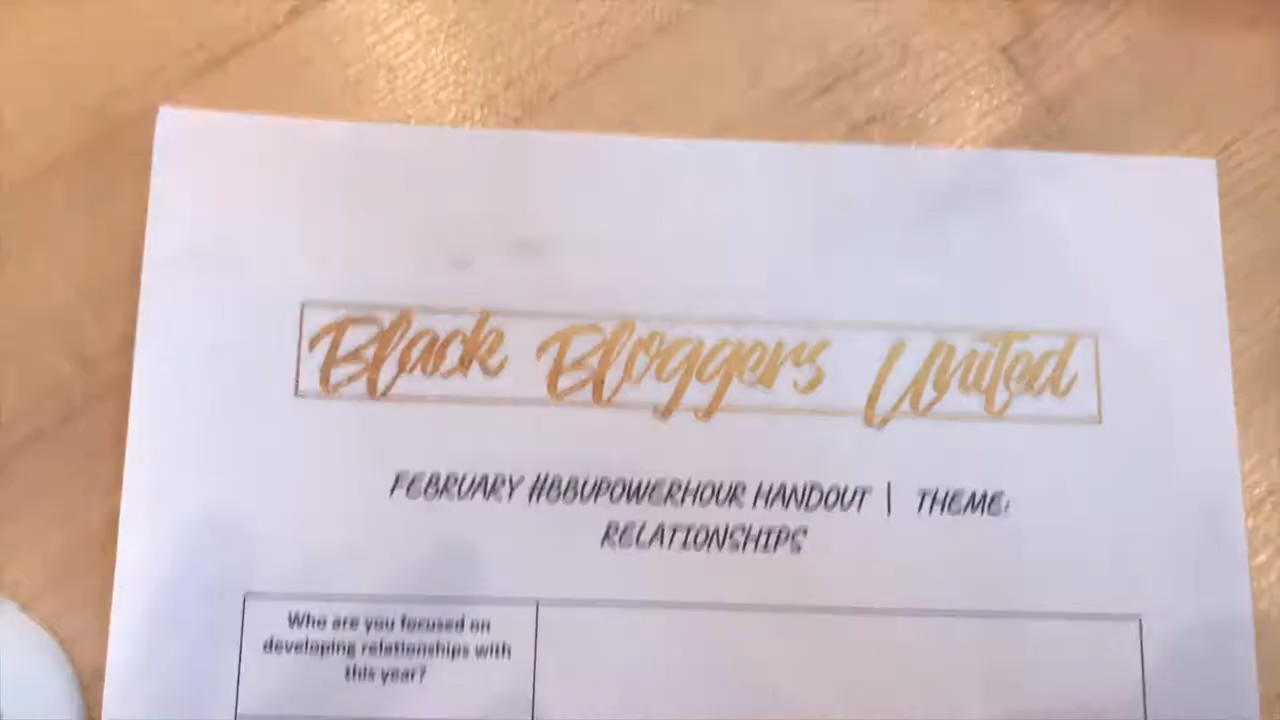 Black Bloggers United
FEBRUARY #BBUPOWERHOUR HANDOUT | THEME:
RELATIONSHIPS
Who are you focused on
developing relationships with
this year?